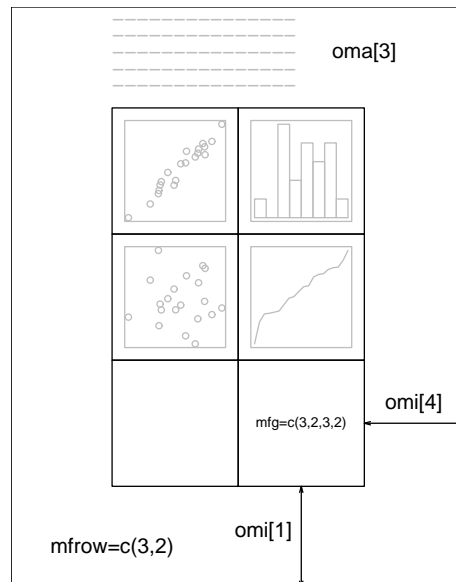 oma[3]
omi[4]
mfg=c(3,2,3,2)
omi[1]
mfrow=c(3,2)